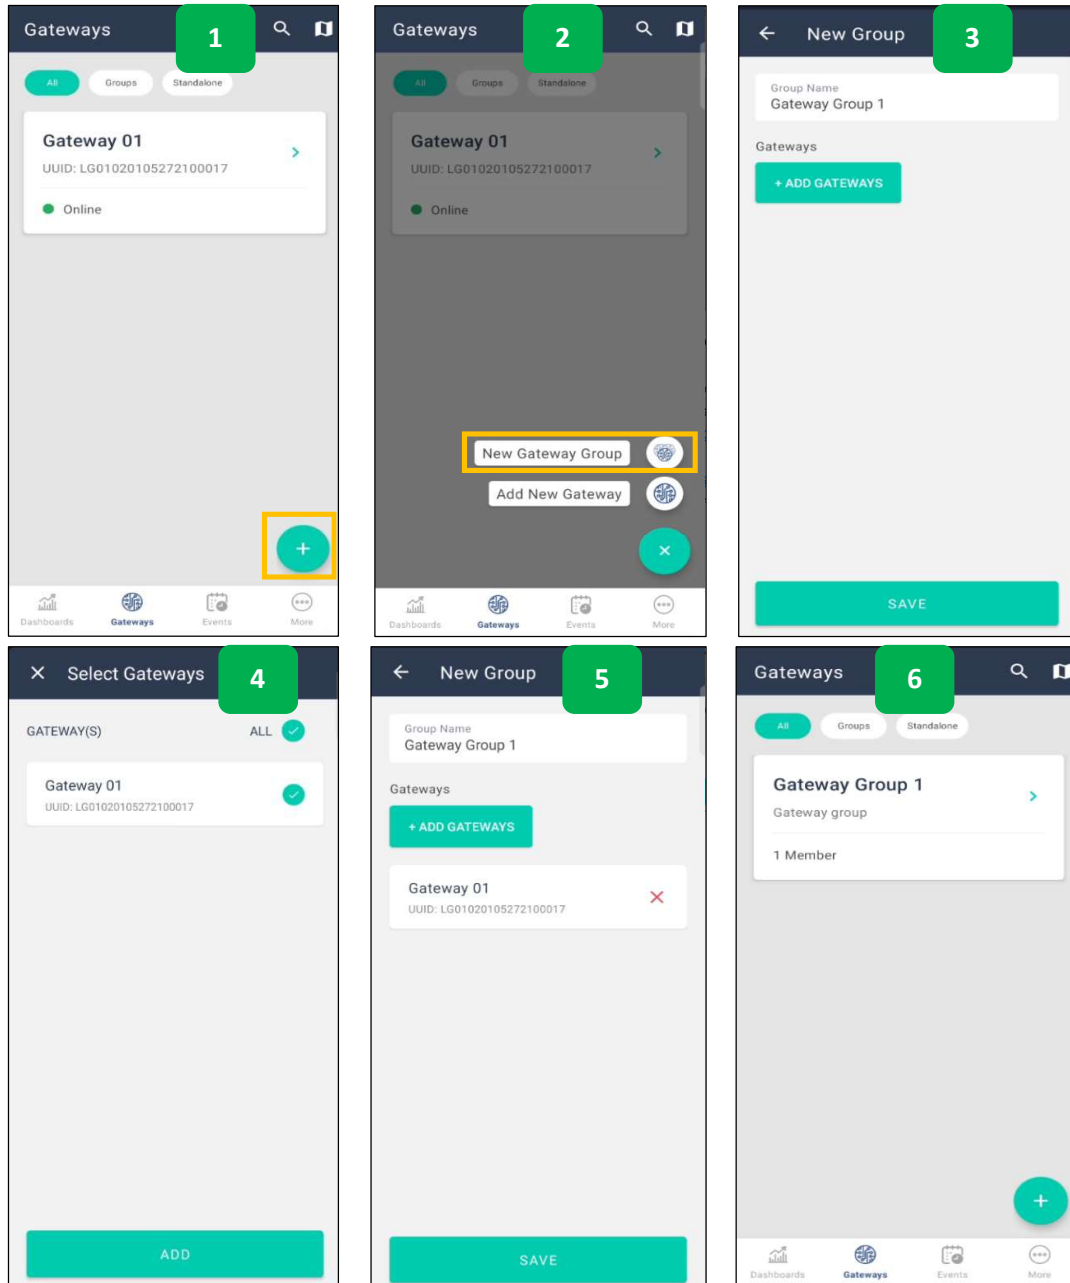 Gateways
1
All
Groups
Standalone
Gateway 01
UUID: LG01020105272100017
Online
+
Dashboards
Gateways
Events
More
Gateways
2
All
Groups
Standalone
Gateway 01
UUID: LG01020105272100017
Online
New Gateway Group
Add New Gateway
Dashboards
Gateways
Events
More
New Group
3
Group Name
Gateway Group 1
Gateways
+ ADD GATEWAYS
SAVE
Select Gateways
4
GATEWAY(S)
ALL
Gateway 01
UUID: LG01020105272100017
ADD
New Group
5
Group Name
Gateway Group 1
Gateways
+ ADD GATEWAYS
Gateway 01
UUID: LG01020105272100017
SAVE
Gateways
6
All
Groups
Standalone
Gateway Group 1
Gateway group
1 Member
+
Dashboards
Gateways
Events
More